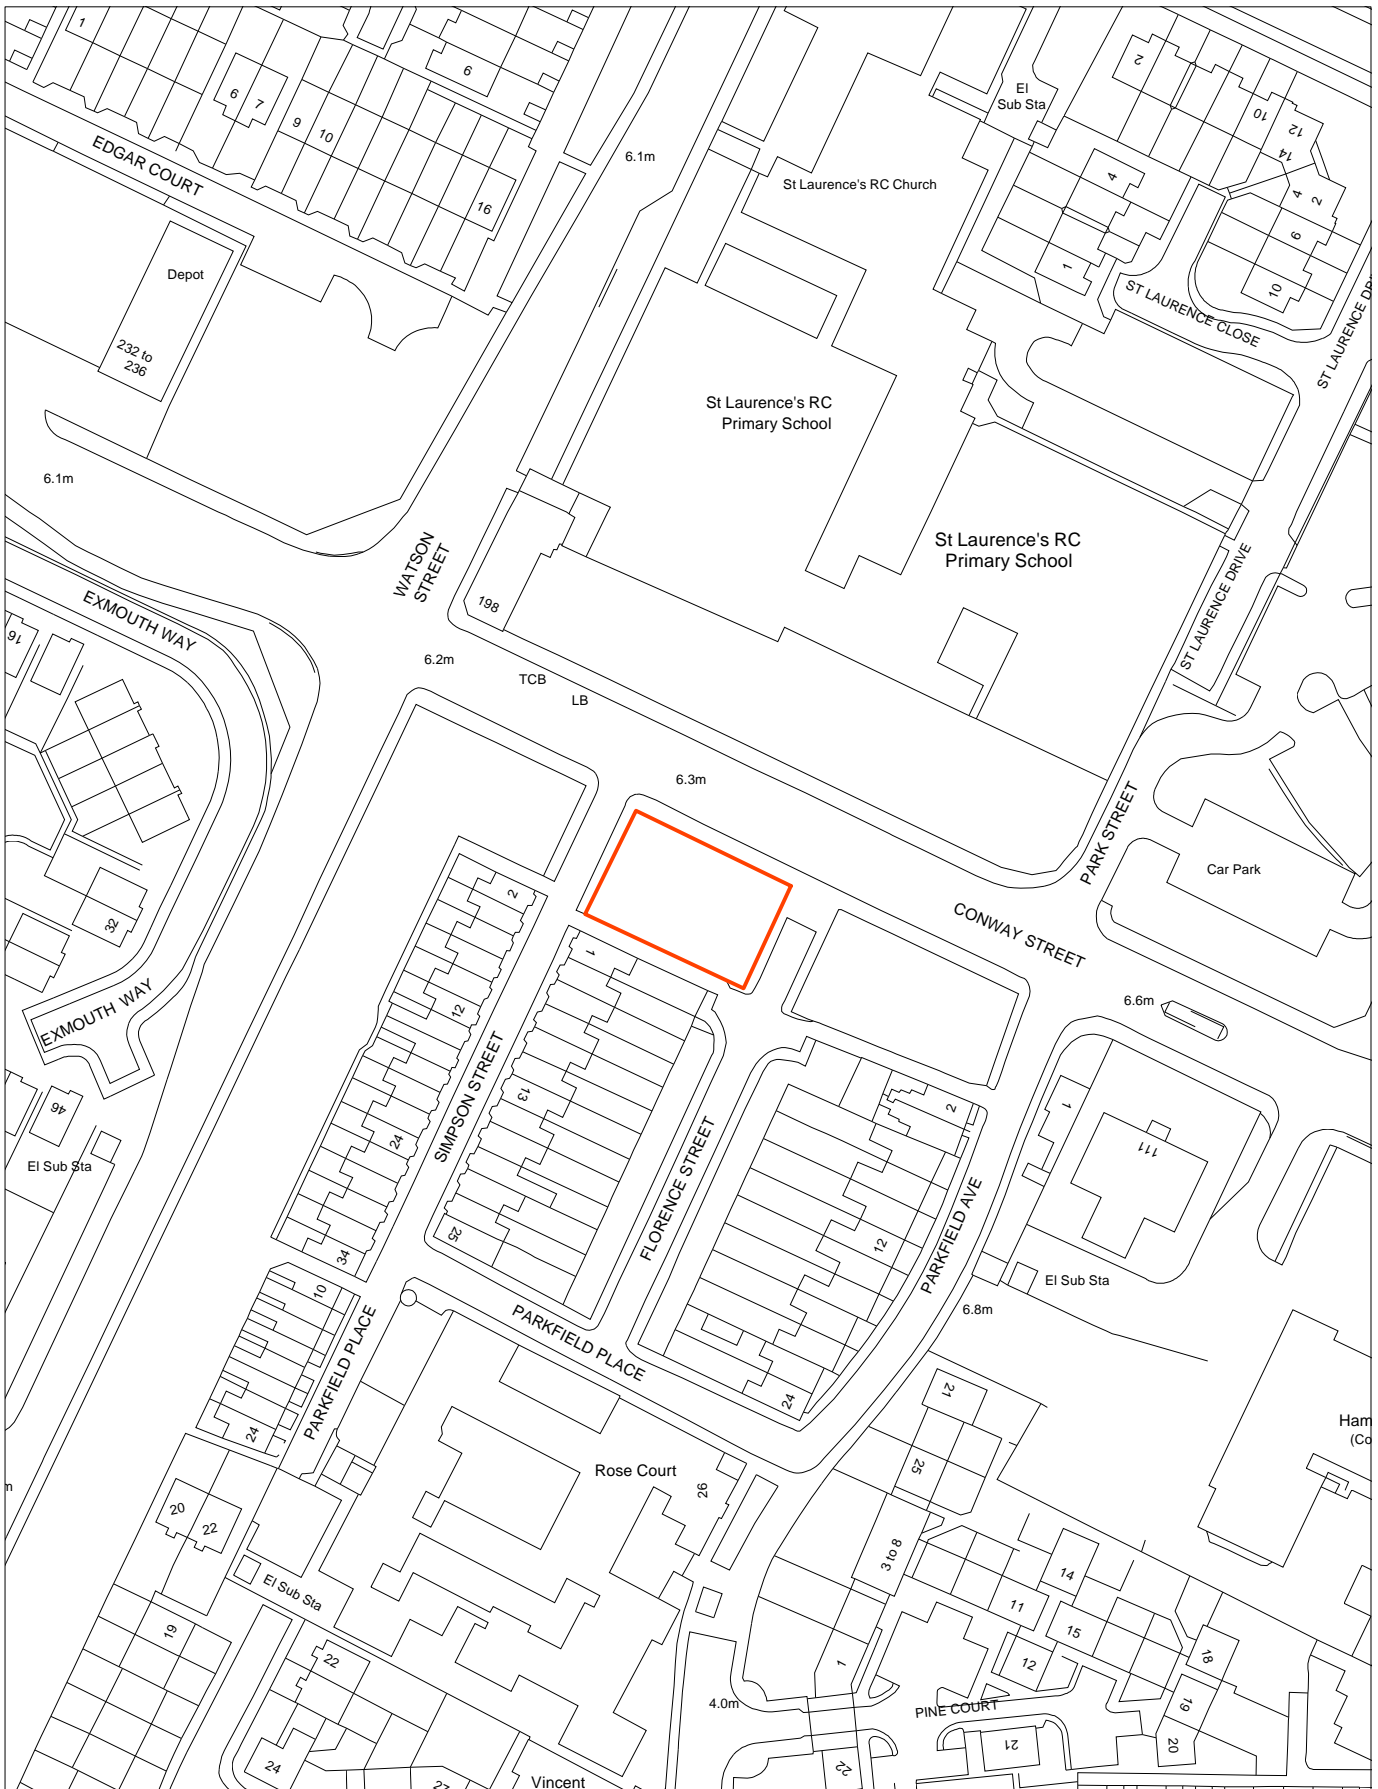 1
6
7
9
10
6
16
EDGAR COURT
6.1m
St Laurence's RC Church
El
Sub Sta
2
10
12
14
4
1
4
2
6
10
ST LAURENCE CLOSE
ST LAURENCE DRI
Depot
232 to
236
St Laurence's RC
Primary School
6.1m
St Laurence's RC
Primary School
WATSON
STREET
198
ST LAURENCE DRIVE
EXMOUTH WAY
16
6.2m
TCB
LB
6.3m
PARK STREET
Car Park
32
2
1
CONWAY STREET
EXMOUTH WAY
12
6.6m
46
El Sub Sta
SIMPSON STREET
13
24
2
1
111
FLORENCE STREET
25
34
12
PARKFIELD AVE
El Sub Sta
6.8m
10
PARKFIELD PLACE
PARKFIELD PLACE
24
24
21
Ham
(Co
25
Rose Court
26
20
22
3 to 8
El Sub Sta
14
11
15
19
22
1
12
18
4.0m
PINE COURT
19
20
21
24
27
Vincent
22
m